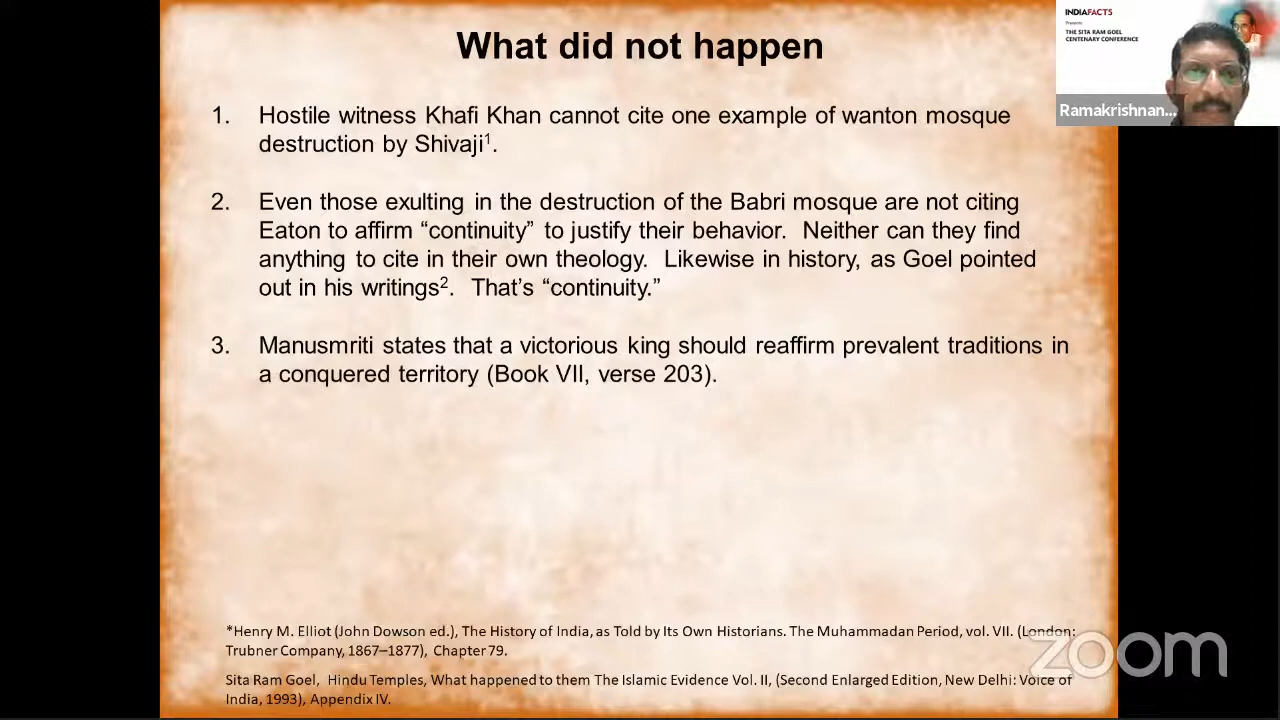 What did not happen
INDIAFACTS
Presents
THE SITA RAM GOEL
CENTENARY CONFERENCE
Ramakrishnan...
1. Hostile witness Khafi Khan cannot cite one example of wanton mosque
destruction by Shivaji1.
2. Even those exulting in the destruction of the Babri mosque are not citing
Eaton to affirm “continuity” to justify their behavior. Neither can they find
anything to cite in their own theology. Likewise in history, as Goel pointed
out in his writings2. That’s “continuity.”
3. Manusmriti states that a victorious king should reaffirm prevalent traditions in
a conquered territory (Book VII, verse 203).
*Henry M. Elliot (John Dowson ed.), The History of India, as Told by Its Own Historians. The Muhammadan Period, vol. VII. (London:
Trubner Company, 1867–1877), Chapter 79.
Sita Ram Goel, Hindu Temples, What happened to them The Islamic Evidence Vol. II, (Second Enlarged Edition, New Delhi: Voice of
India, 1993), Appendix IV.
zoom